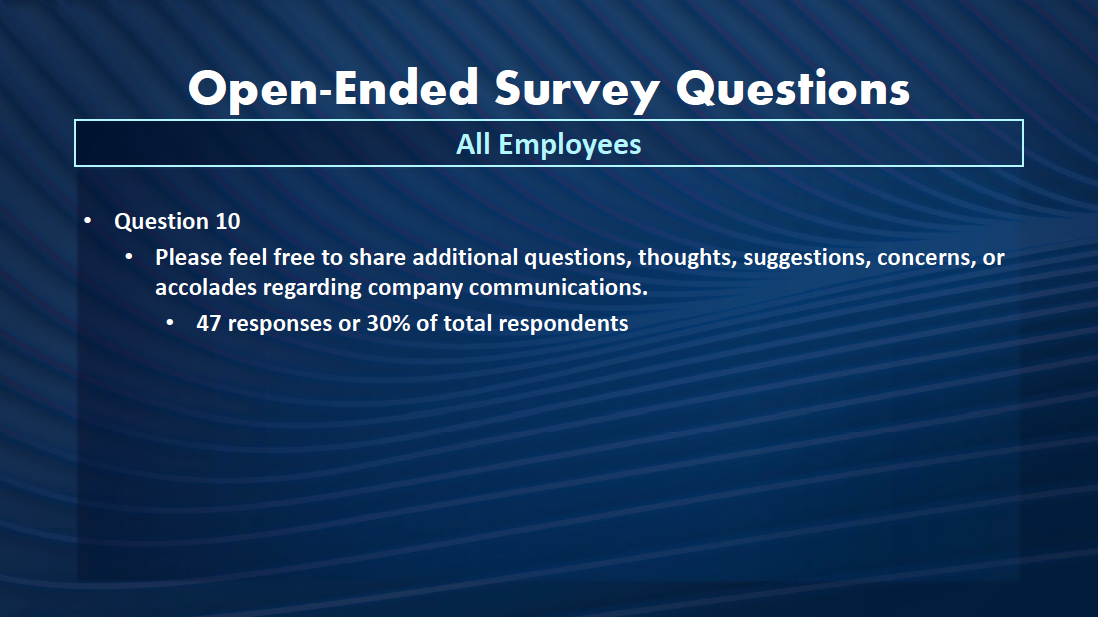 Open-Ended Survey Questions
All Employees
• Question 10
• Please feel free to share additional questions, thoughts, suggestions, concerns, or
accolades regarding company communications.
• 47 responses or 30% of total respondents